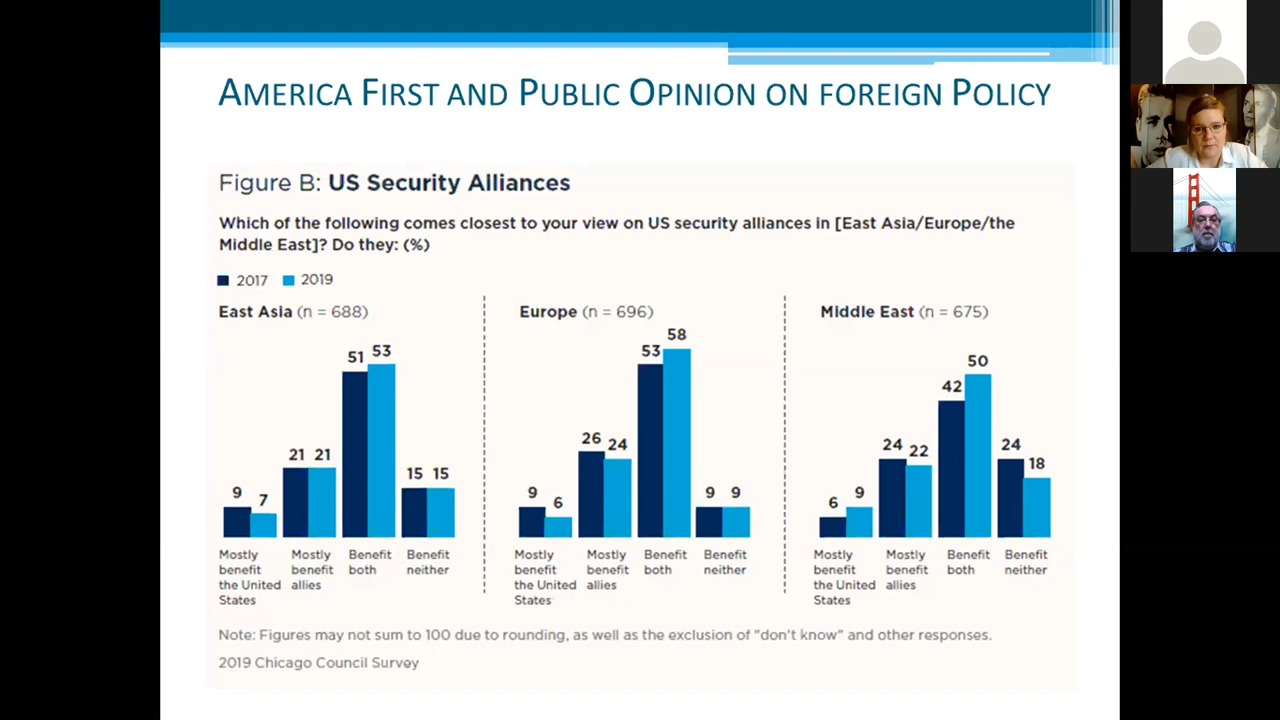 AMERICA FIRST AND PUBLIC OPINION ON FOREIGN POLICY
Figure B: US Security Alliances
Which of the following comes closest to your view on US security alliances in [East Asia/Europe/the
Middle East]? Do they: (%)
2017 2019
East Asia (n = 688)
9 7 21 21 51 53 15 15
Mostly benefit the United States
Mostly benefit allies
Benefit both
Benefit neither
Europe (n = 696)
9 6 26 24 53 58 9 9
Mostly benefit the United States
Mostly benefit allies
Benefit both
Benefit neither
Middle East (n = 675)
6 9 24 22 42 50 24 18
Mostly benefit the United States
Mostly benefit allies
Benefit both
Benefit neither
Note: Figures may not sum to 100 due to rounding, as well as the exclusion of "don't know" and other responses.
2019 Chicago Council Survey